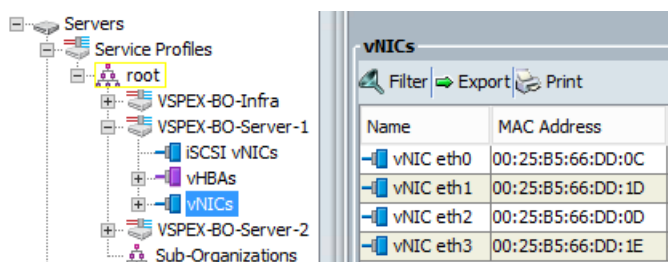 Servers
Service Profiles
root
VSPEX-BO-Infra
VSPEX-BO-Server-1
iSCSI vNICs
vHBAs
vNICs
VSPEX-BO-Server-2
Sub-Organizations
vNICs
Filter Export Print
Name MAC Address
vNIC eth0 00:25:B5:66:DD:0C
vNIC eth1 00:25:B5:66:DD:1D
vNIC eth2 00:25:B5:66:DD:0D
vNIC eth3 00:25:B5:66:DD:1E